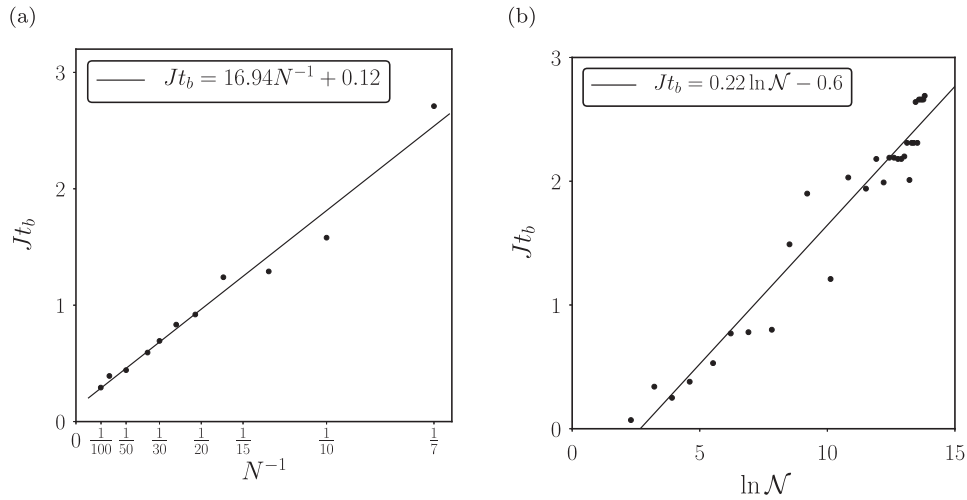 (a)
(b)
Jt_b = 16.94N^{-1} + 0.12
3
2
1
0
Jt_b
0 1/100 1/50 1/30 1/20 1/15 1/10 1/7
N^{-1}
Jt_b = 0.22 ln 𝒩 − 0.6
3
2
1
0
Jt_b
0 5 10 15
ln 𝒩